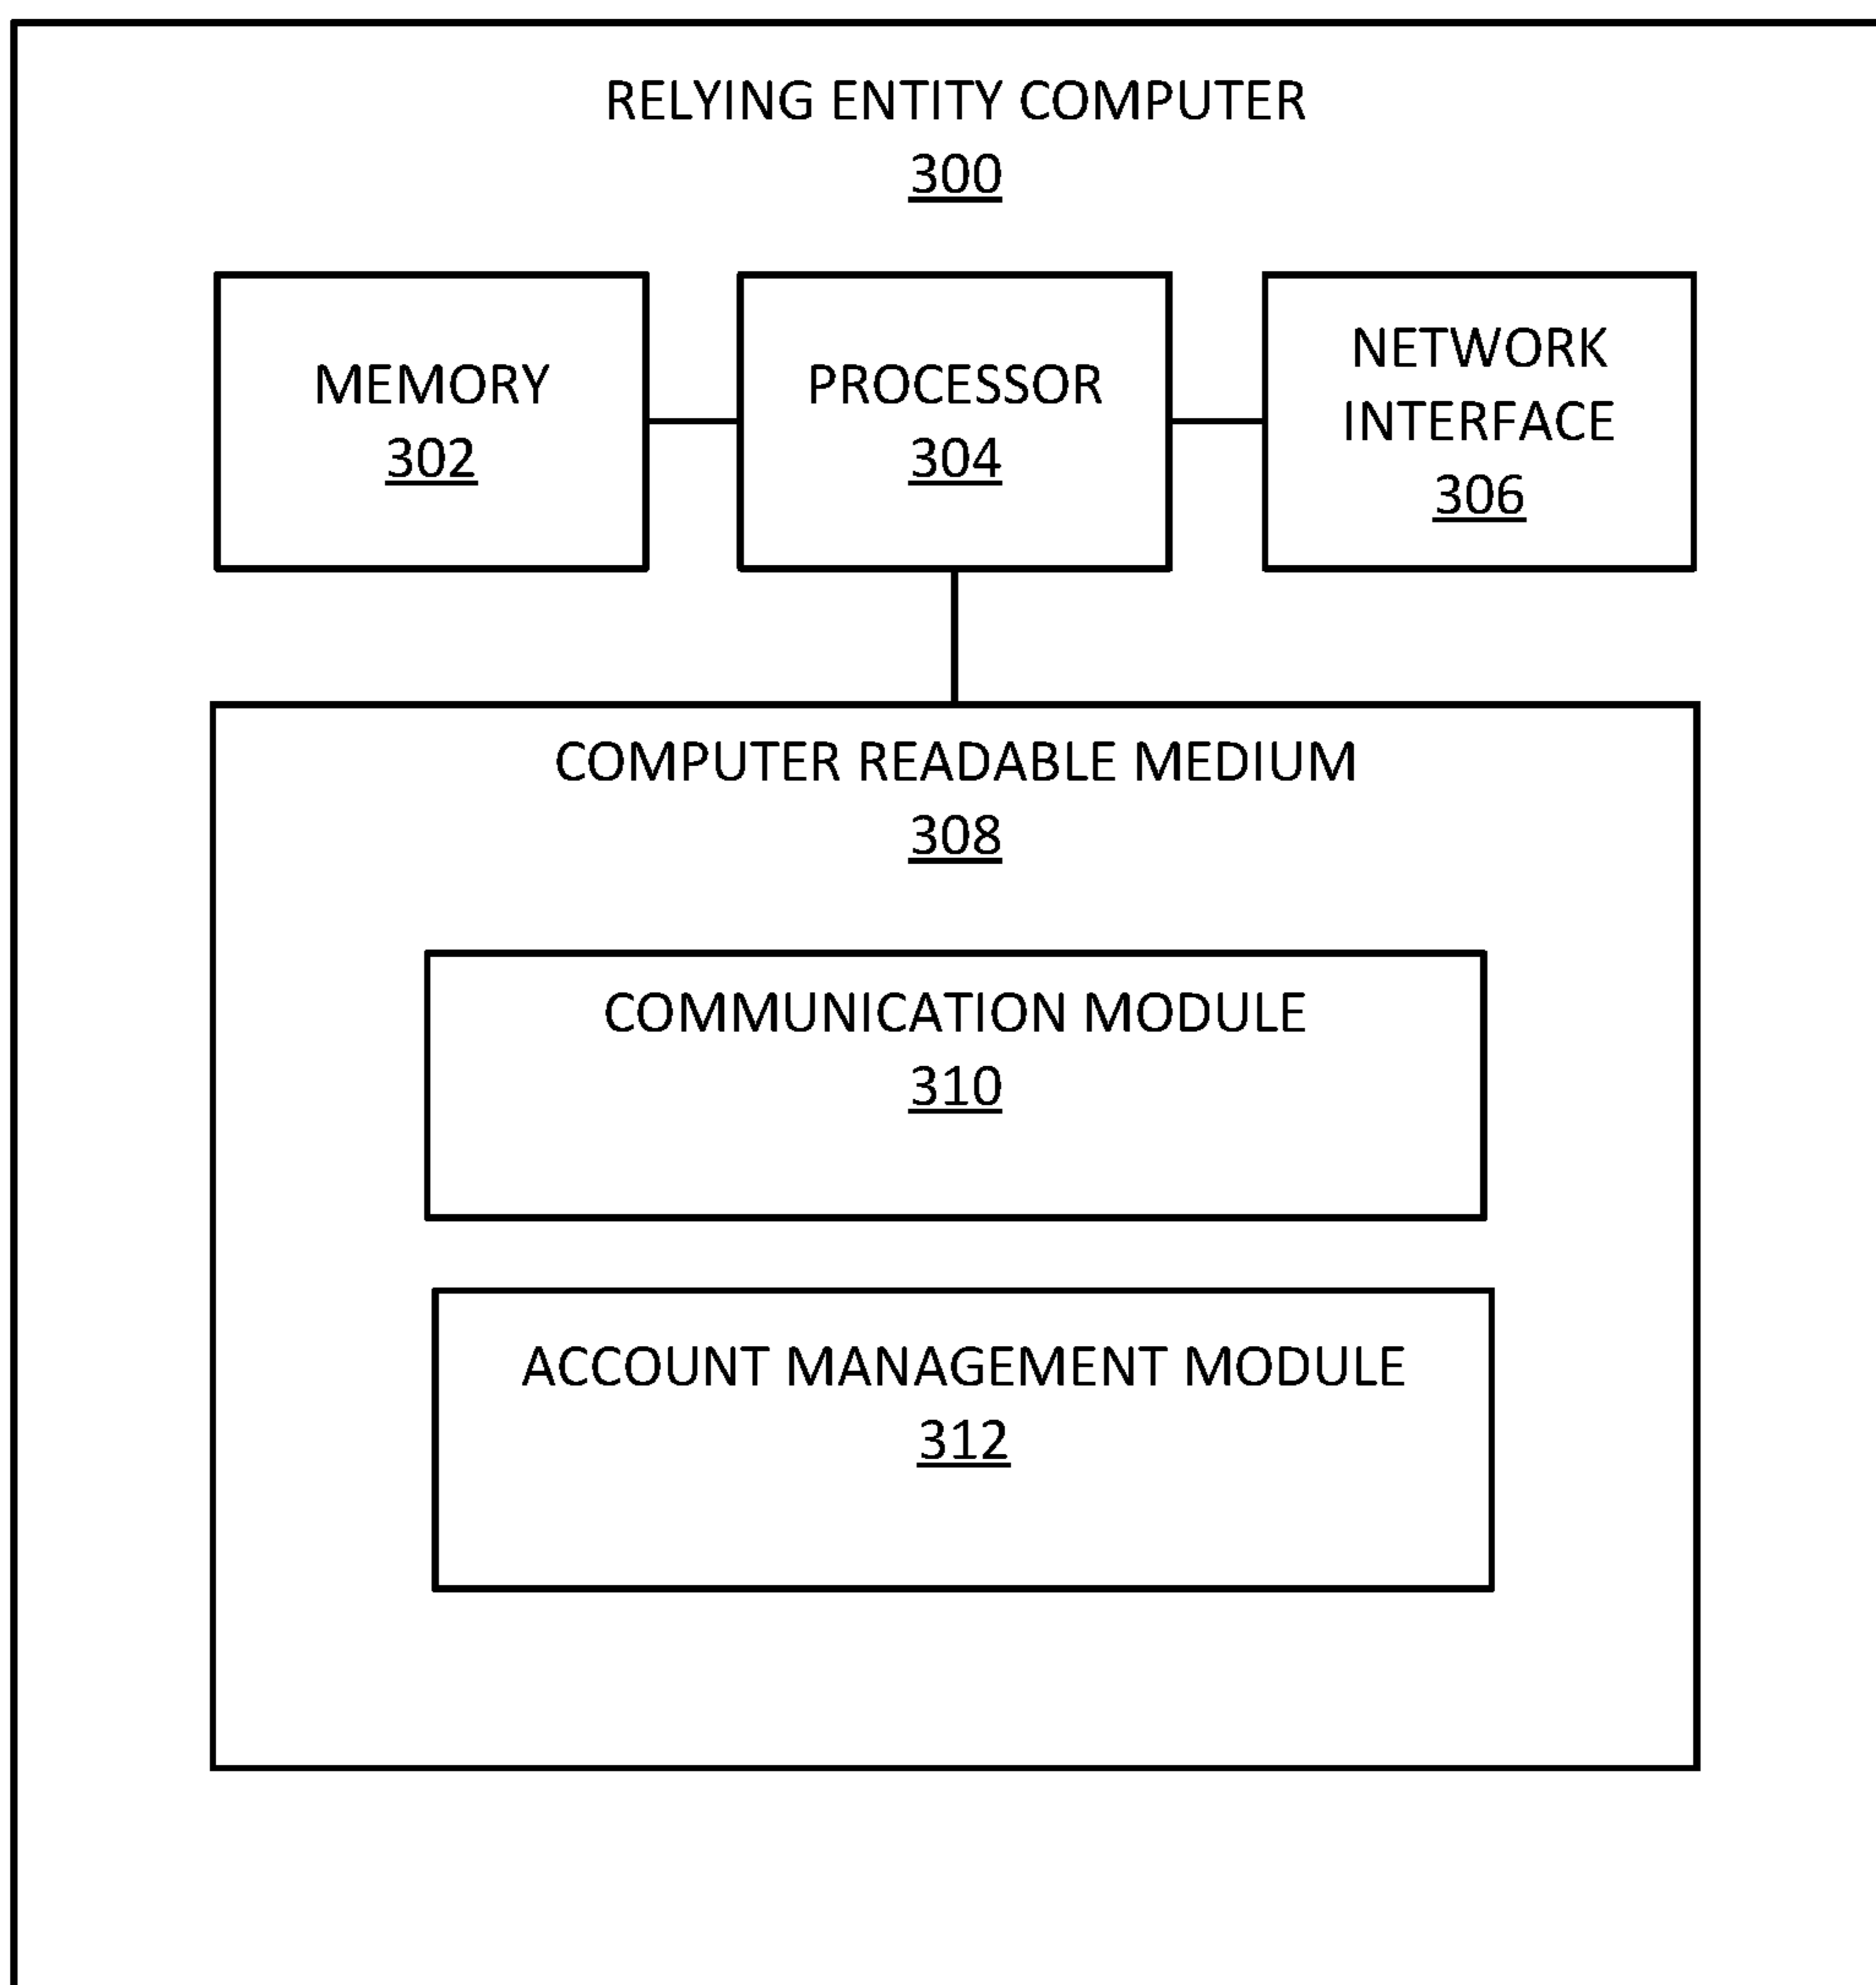 RELYING ENTITY COMPUTER
300
MEMORY
302
PROCESSOR
304
NETWORK
INTERFACE
306
COMPUTER READABLE MEDIUM
308
COMMUNICATION MODULE
310
ACCOUNT MANAGEMENT MODULE
312